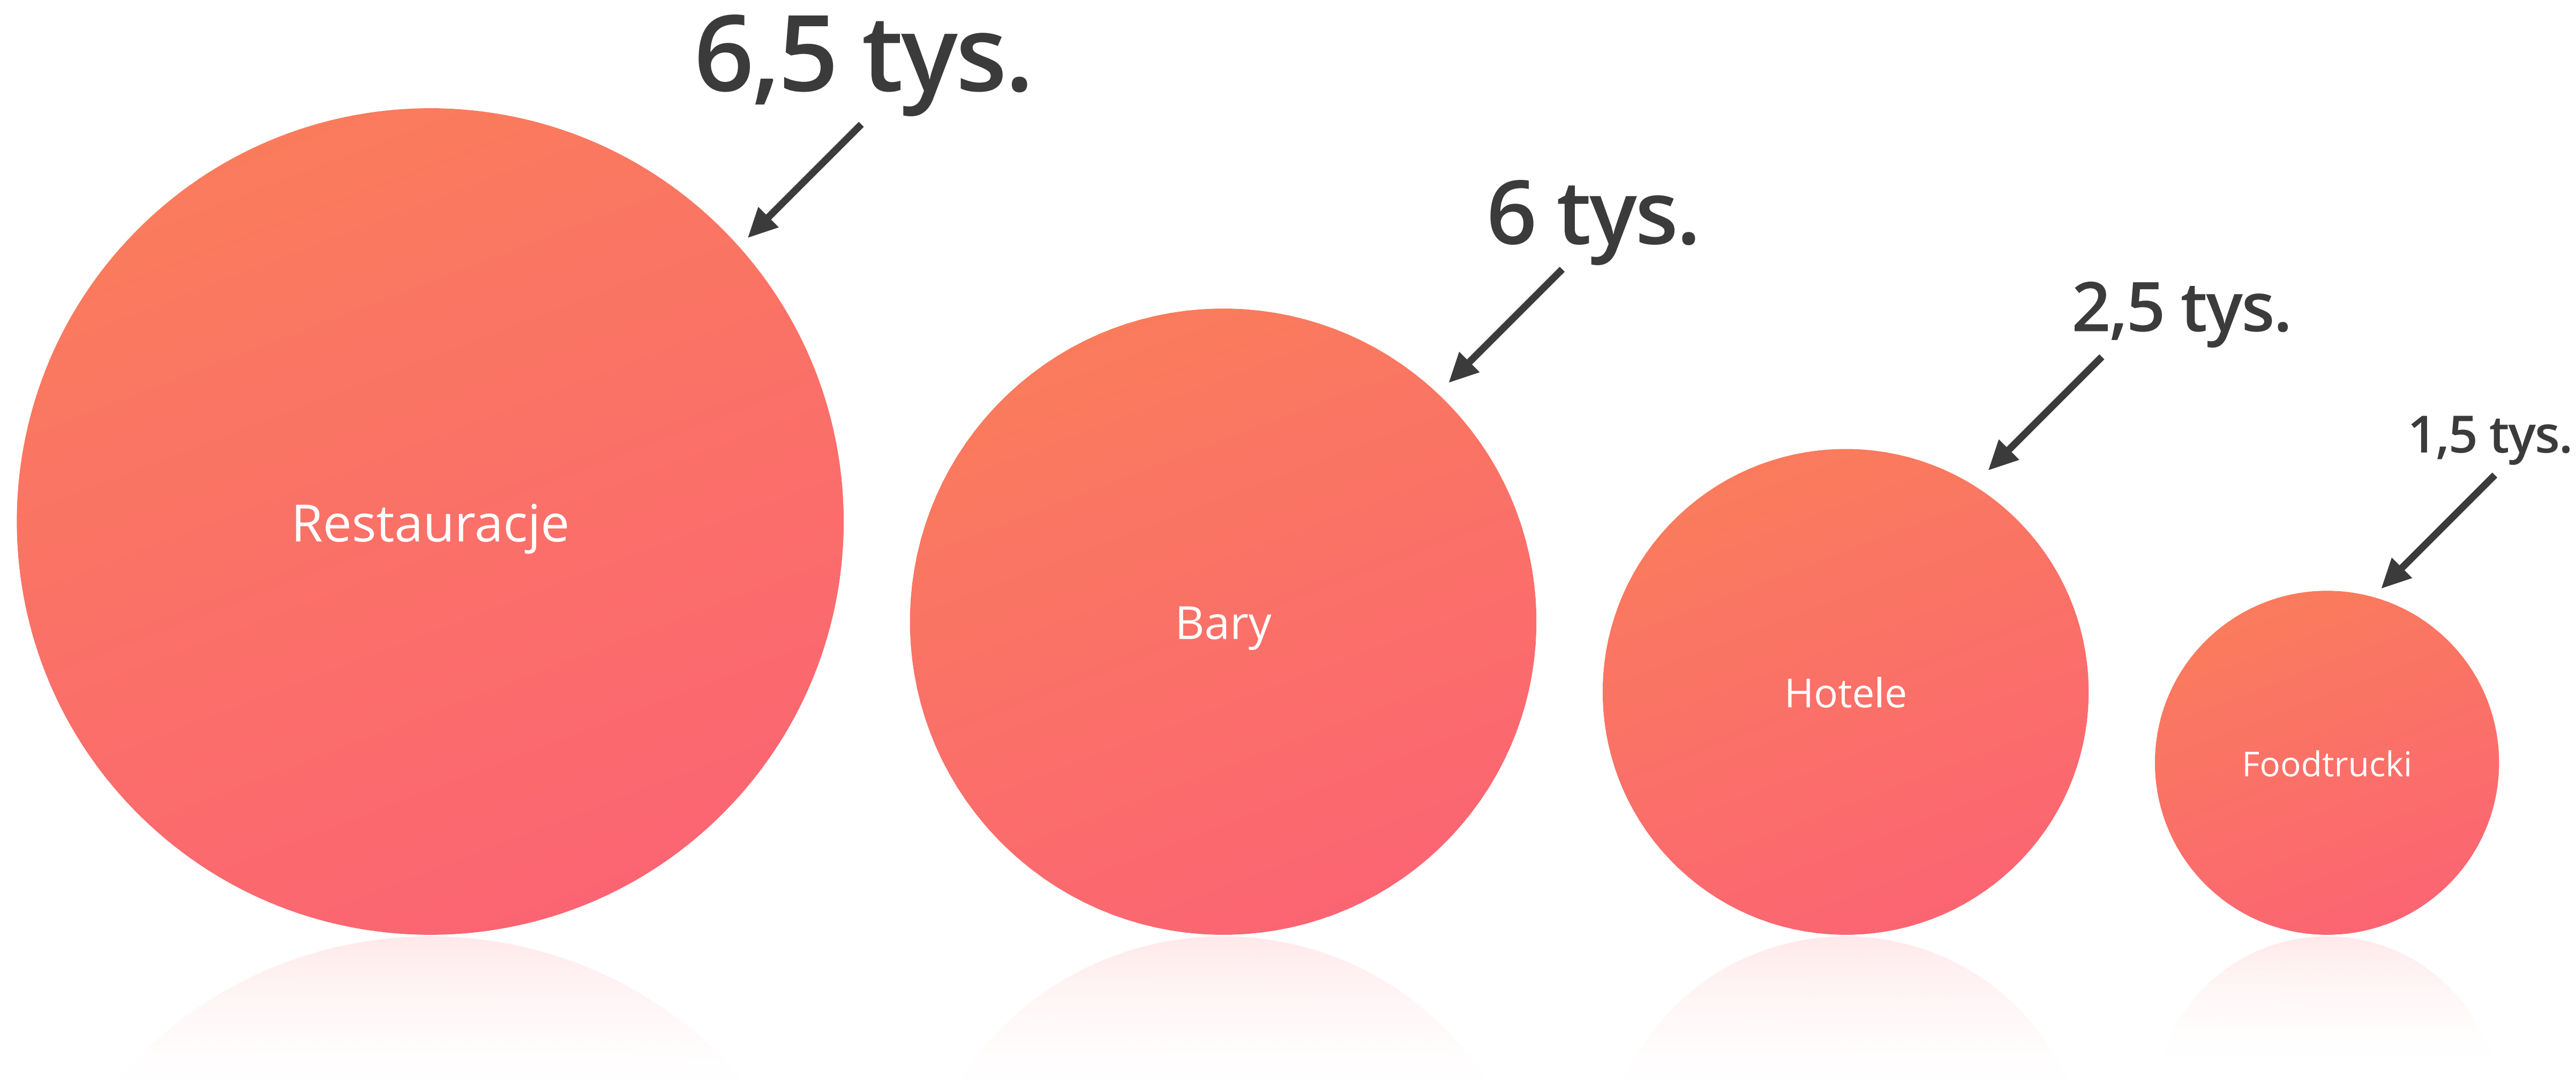 6,5 tys.
Restauracje
6 tys.
Bary
2,5 tys.
Hotele
1,5 tys.
Foodtrucki